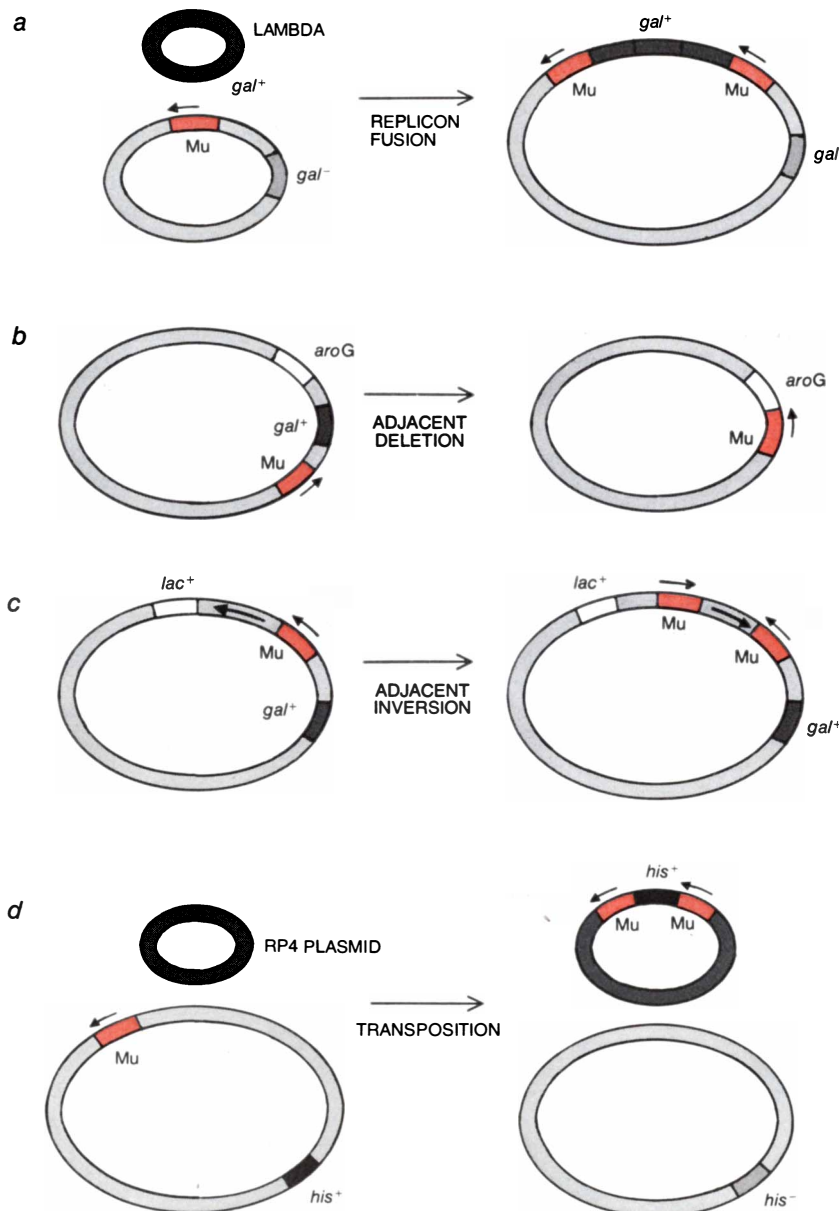 a
LAMBDA
gal+
Mu
gal−
REPLICON
FUSION
gal+
Mu
Mu
gal
b
aroG
gal+
Mu
ADJACENT
DELETION
aroG
Mu
c
lac+
Mu
gal+
ADJACENT
INVERSION
lac+
Mu
Mu
gal+
d
RP4 PLASMID
Mu
his+
TRANSPOSITION
his+
Mu
Mu
his−